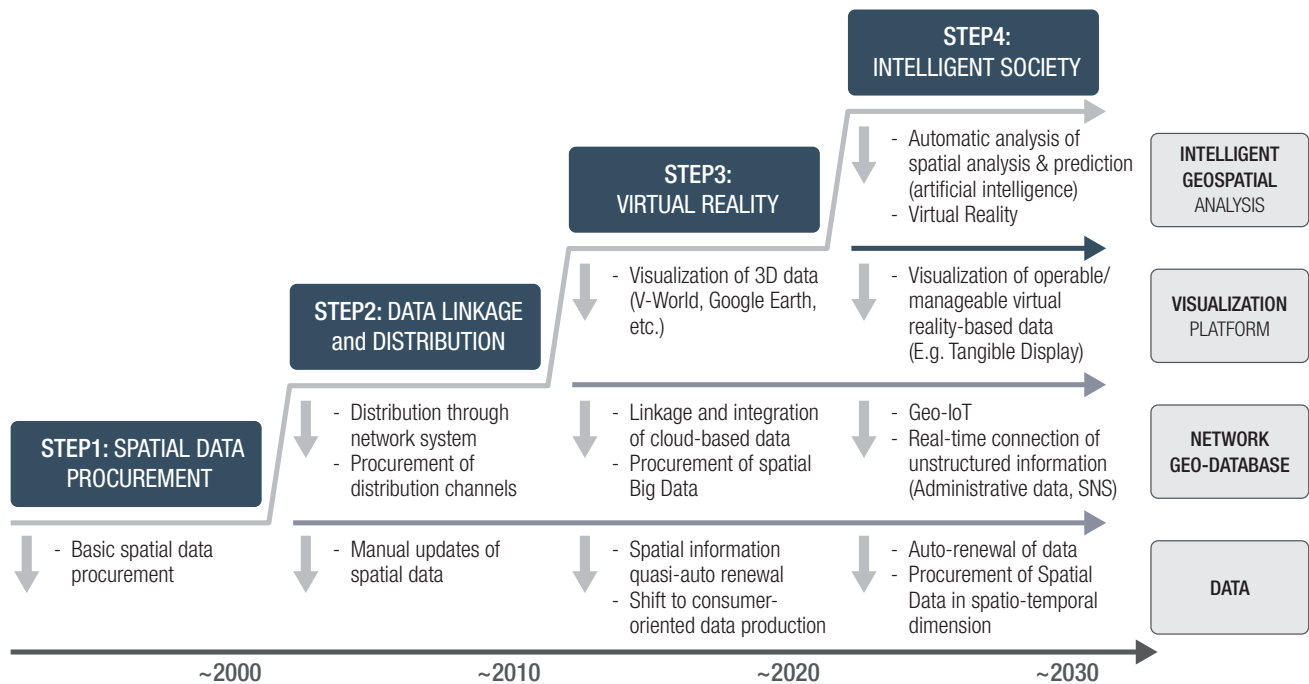 STEP4:
INTELLIGENT SOCIETY
- Automatic analysis of
spatial analysis & prediction
(artificial intelligence)
- Virtual Reality
INTELLIGENT
GEOSPATIAL
ANALYSIS
STEP3:
VIRTUAL REALITY
- Visualization of 3D data
(V-World, Google Earth,
etc.)
- Visualization of operable/
manageable virtual
reality-based data
(E.g. Tangible Display)
VISUALIZATION
PLATFORM
STEP2: DATA LINKAGE
and DISTRIBUTION
- Distribution through
network system
- Procurement of
distribution channels
- Linkage and integration
of cloud-based data
- Procurement of spatial
Big Data
- Geo-IoT
- Real-time connection of
unstructured information
(Administrative data, SNS)
NETWORK
GEO-DATABASE
STEP1: SPATIAL DATA
PROCUREMENT
- Basic spatial data
procurement
- Manual updates of
spatial data
- Spatial information
quasi-auto renewal
- Shift to consumer-
oriented data production
- Auto-renewal of data
- Procurement of Spatial
Data in spatio-temporal
dimension
DATA
~2000
~2010
~2020
~2030